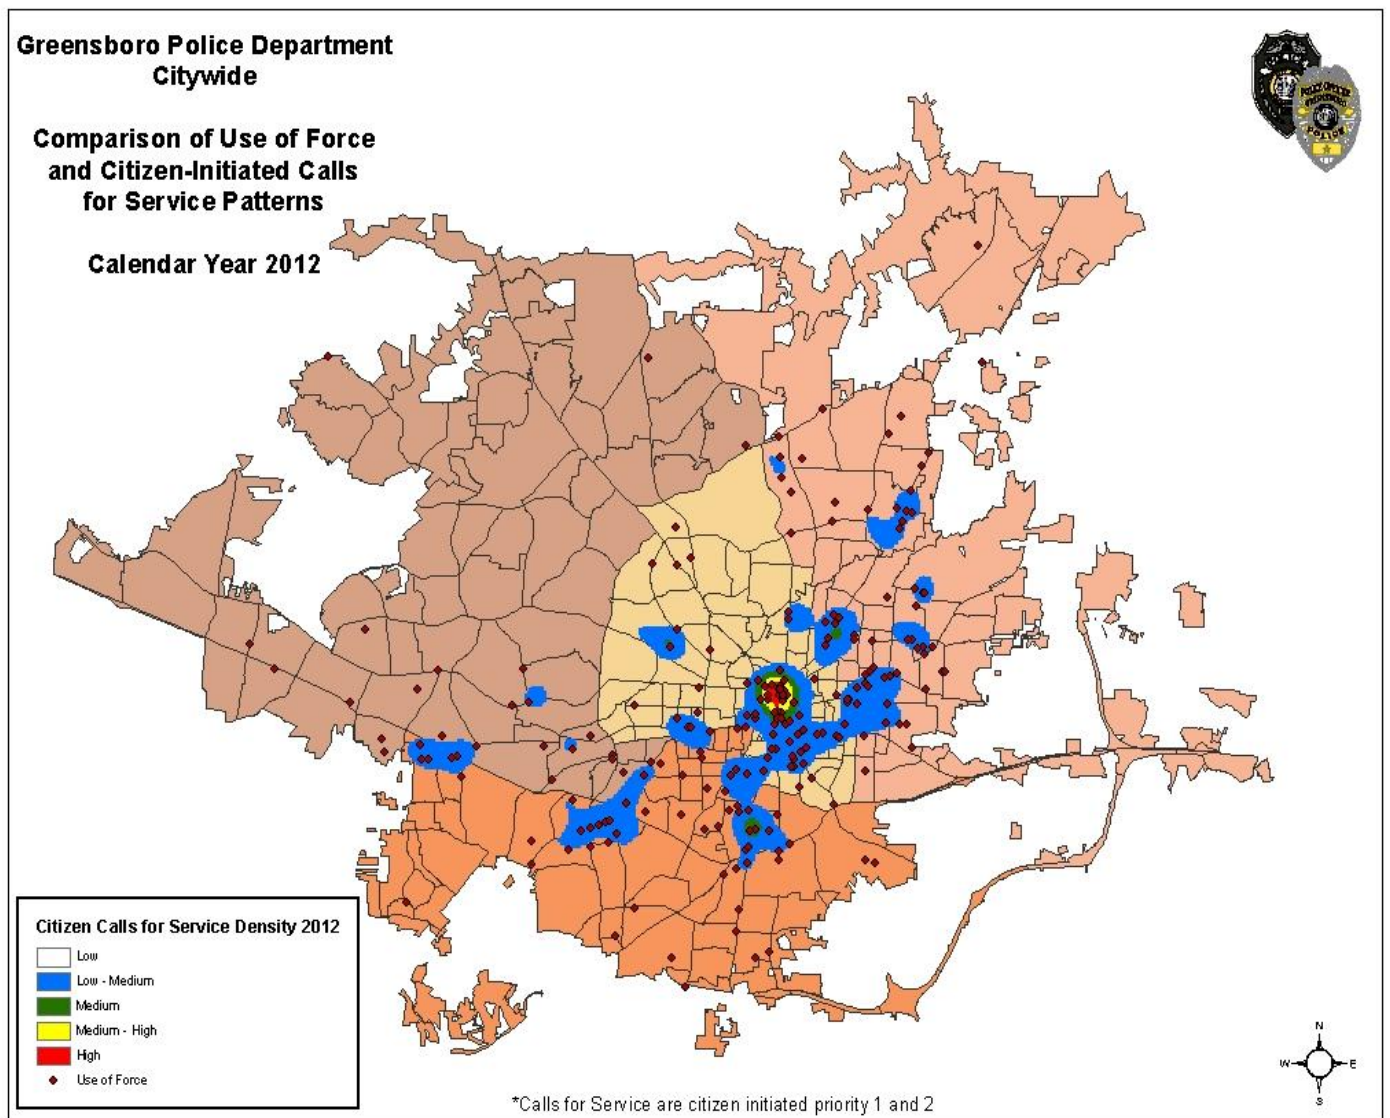 Greensboro Police Department
Citywide
Comparison of Use of Force
and Citizen-Initiated Calls
for Service Patterns
Calendar Year 2012
POLICE
Citizen Calls for Service Density 2012
Low
Low - Medium
Medium
Medium - High
High
Use of Force
N
W
E
S
*Calls for Service are citizen initiated priority 1 and 2